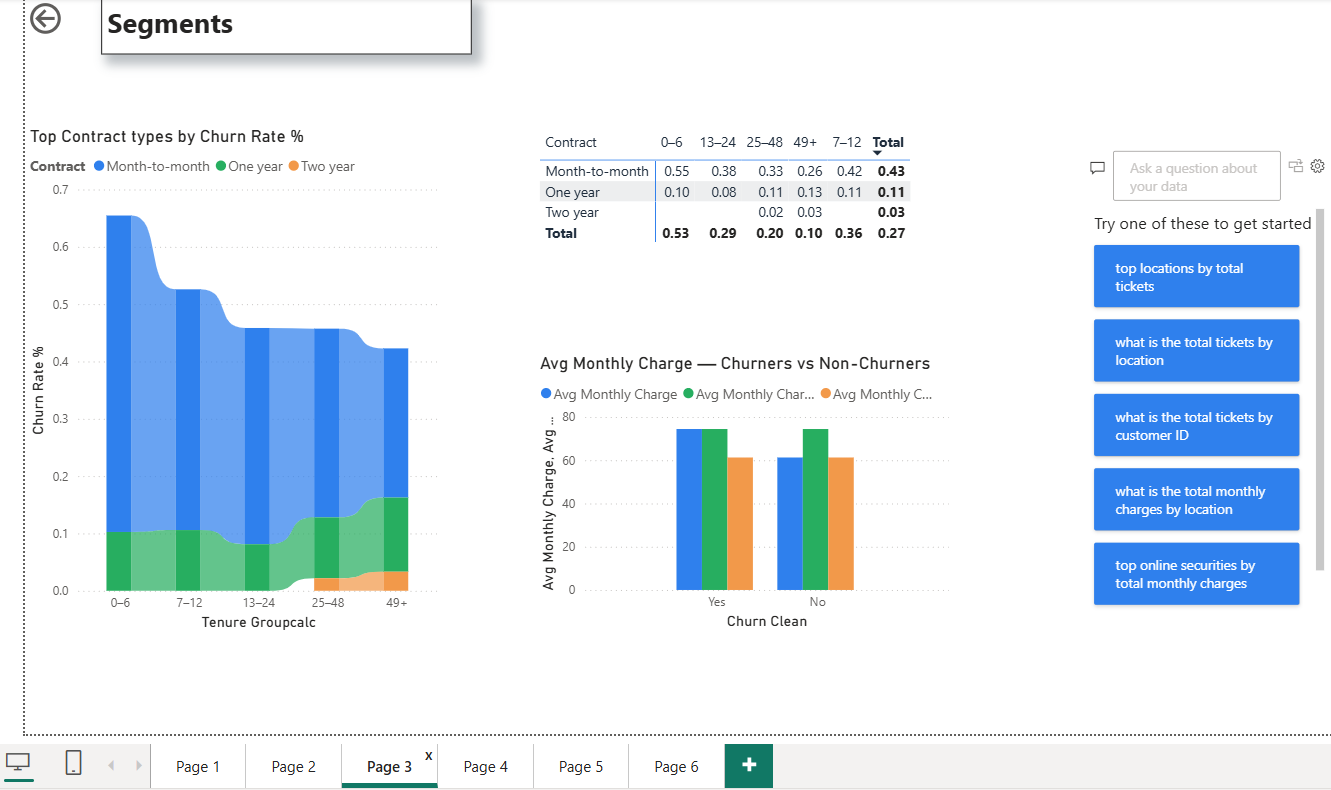 Segments
Top Contract types by Churn Rate %
Contract Month-to-month One year Two year
0.7
0.6
0.5
0.4
0.3
0.2
0.1
0.0
Churn Rate %
0–6 7–12 13–24 25–48 49+
Tenure Groupcalc
Contract 0–6 13–24 25–48 49+ 7–12 Total
Month-to-month 0.55 0.38 0.33 0.26 0.42 0.43
One year 0.10 0.08 0.11 0.13 0.11 0.11
Two year 0.02 0.03 0.03
Total 0.53 0.29 0.20 0.10 0.36 0.27
Avg Monthly Charge — Churners vs Non-Churners
Avg Monthly Charge Avg Monthly Char... Avg Monthly C...
80
60
40
20
0
Avg Monthly Charge, Avg ...
Yes No
Churn Clean
Ask a question about
your data
Try one of these to get started
top locations by total
tickets
what is the total tickets by
location
what is the total tickets by
customer ID
what is the total monthly
charges by location
top online securities by
total monthly charges
Page 1 Page 2 Page 3 x Page 4 Page 5 Page 6 +